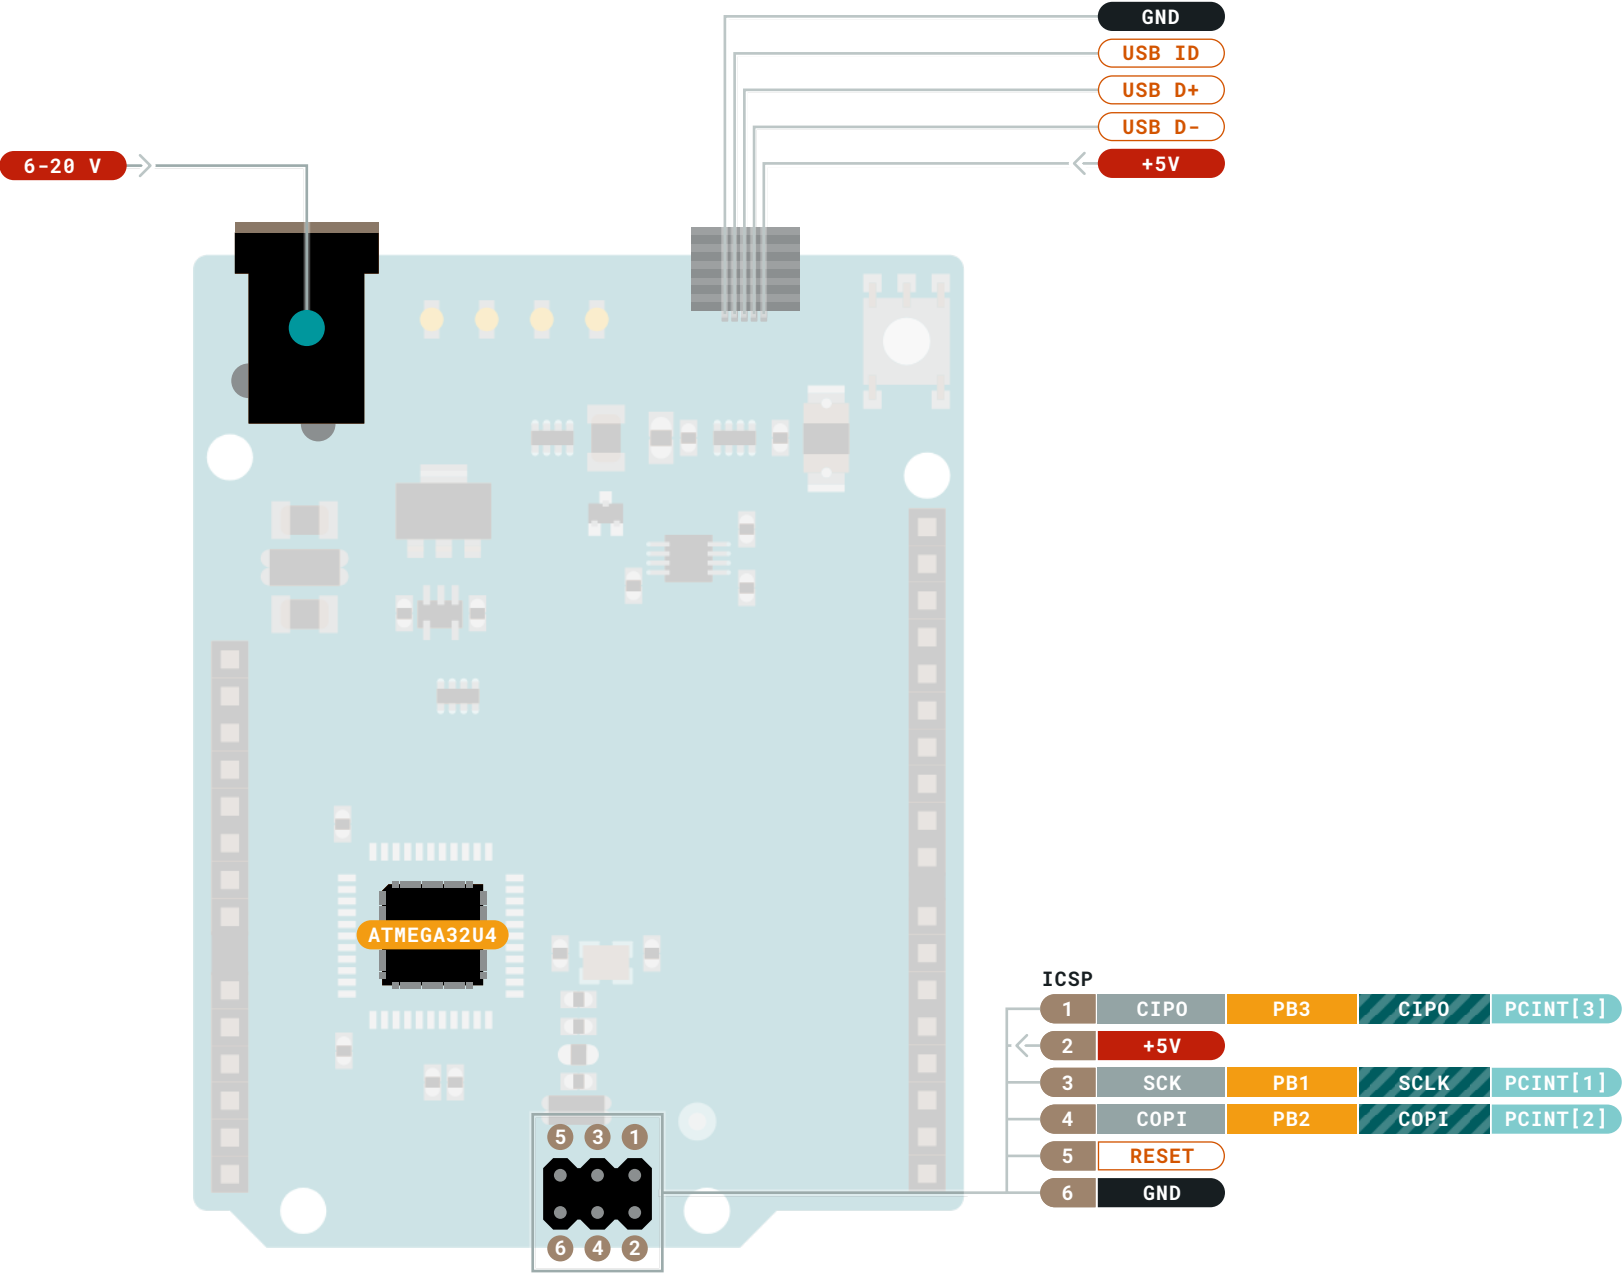 GND
USB ID
USB D+
USB D-
6-20 V
+5V
ATMEGA32U4
ICSP
1 CIPO PB3 CIPO PCINT[3]
2 +5V
3 SCK PB1 SCLK PCINT[1]
4 COPI PB2 COPI PCINT[2]
5 RESET
6 GND
5 3 1
6 4 2